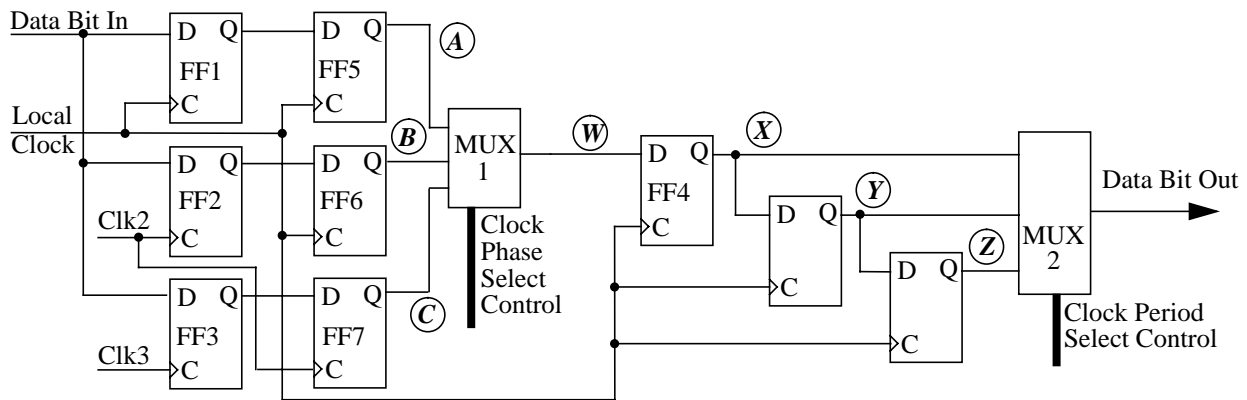 Data Bit In
D Q
FF1
C
D Q
FF5
C
A
Local
Clock
B
MUX
1
W
D Q
FF4
C
X
D Q
FF2
C
D Q
FF6
C
Clk2
Clock
Phase
Select
Control
Y
D Q
C
Z
D Q
C
MUX
2
Data Bit Out
D Q
FF3
C
D Q
FF7
C
C
Clk3
Clock Period
Select Control